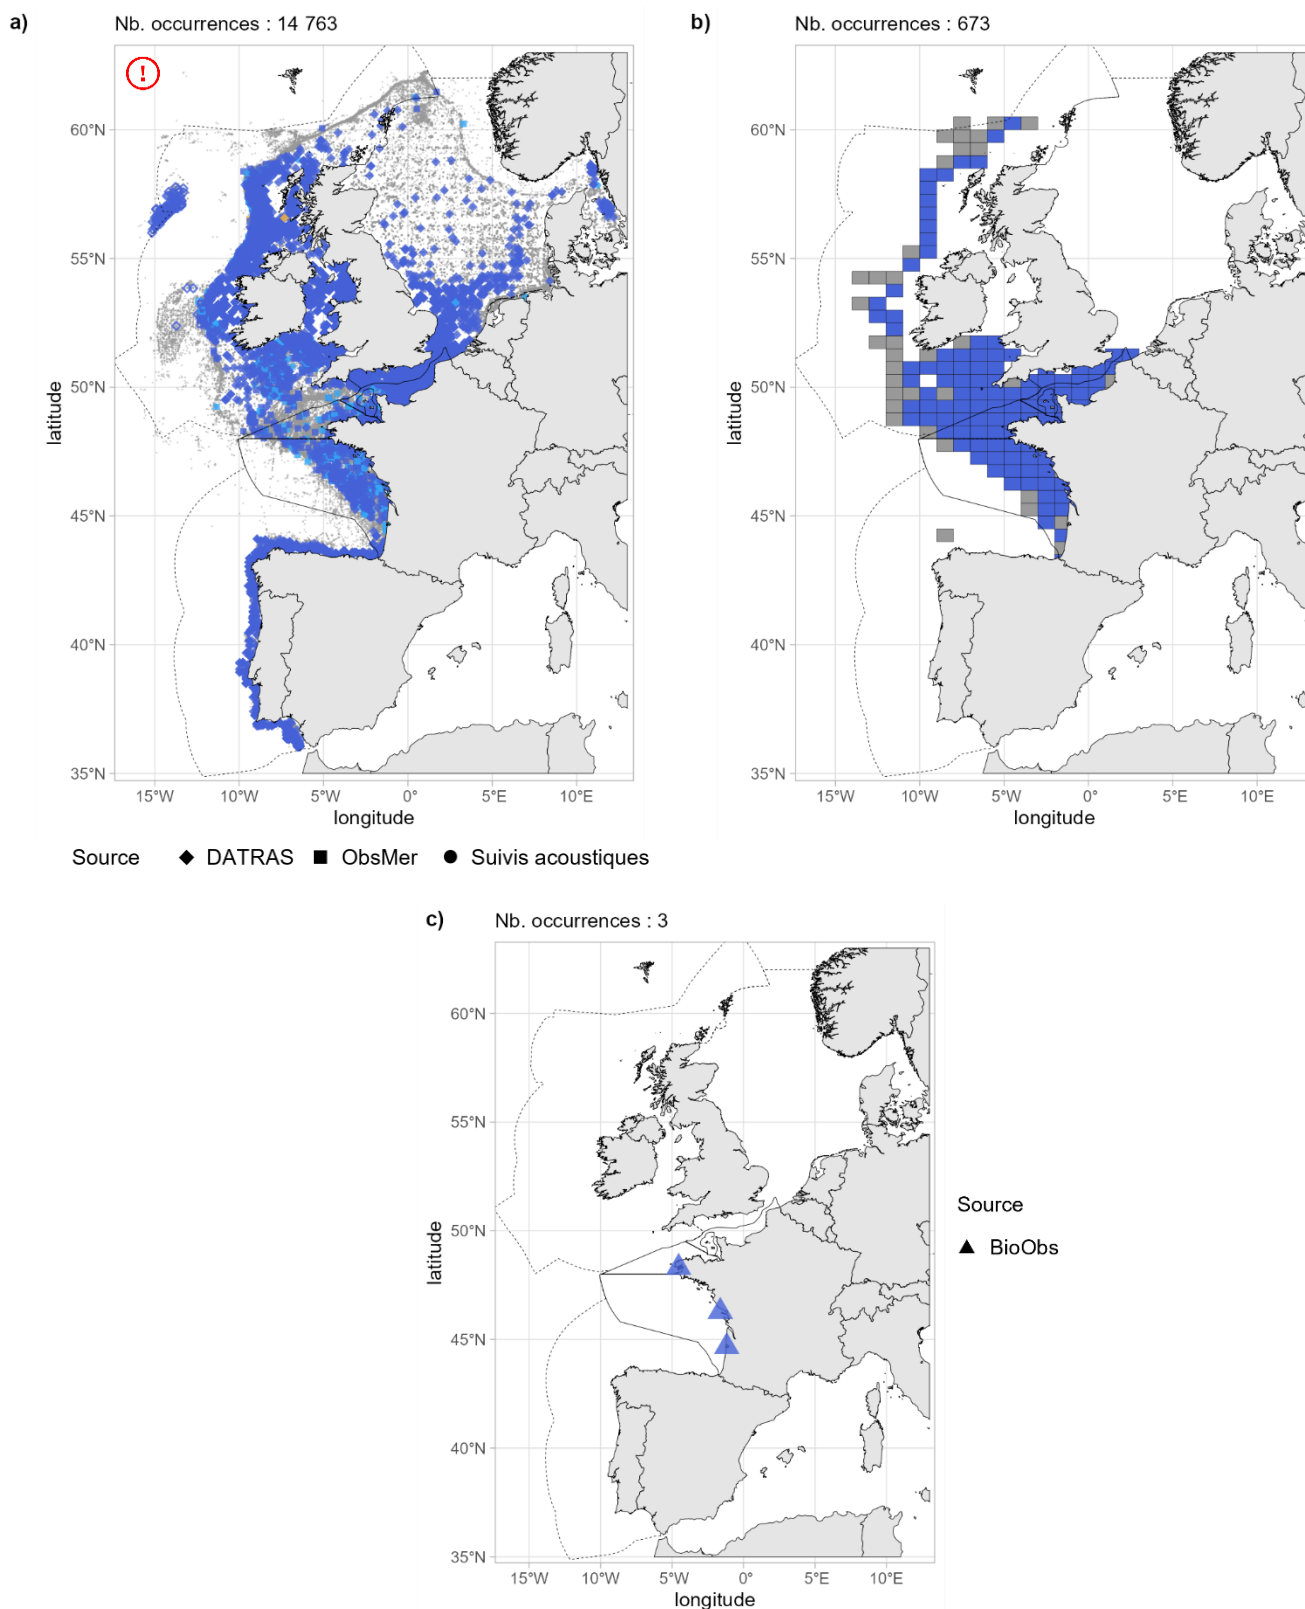 a)
Nb. occurrences : 14 763
!
60°N
55°N
50°N
45°N
40°N
35°N
latitude
15°W 10°W 5°W 0° 5°E 10°E
longitude
Source ◆ DATRAS ■ ObsMer ● Suivis acoustiques
b)
Nb. occurrences : 673
60°N
55°N
50°N
45°N
40°N
35°N
latitude
15°W 10°W 5°W 0° 5°E 10°E
longitude
c)
Nb. occurrences : 3
60°N
55°N
50°N
45°N
40°N
35°N
latitude
15°W 10°W 5°W 0° 5°E 10°E
longitude
Source
▲ BioObs